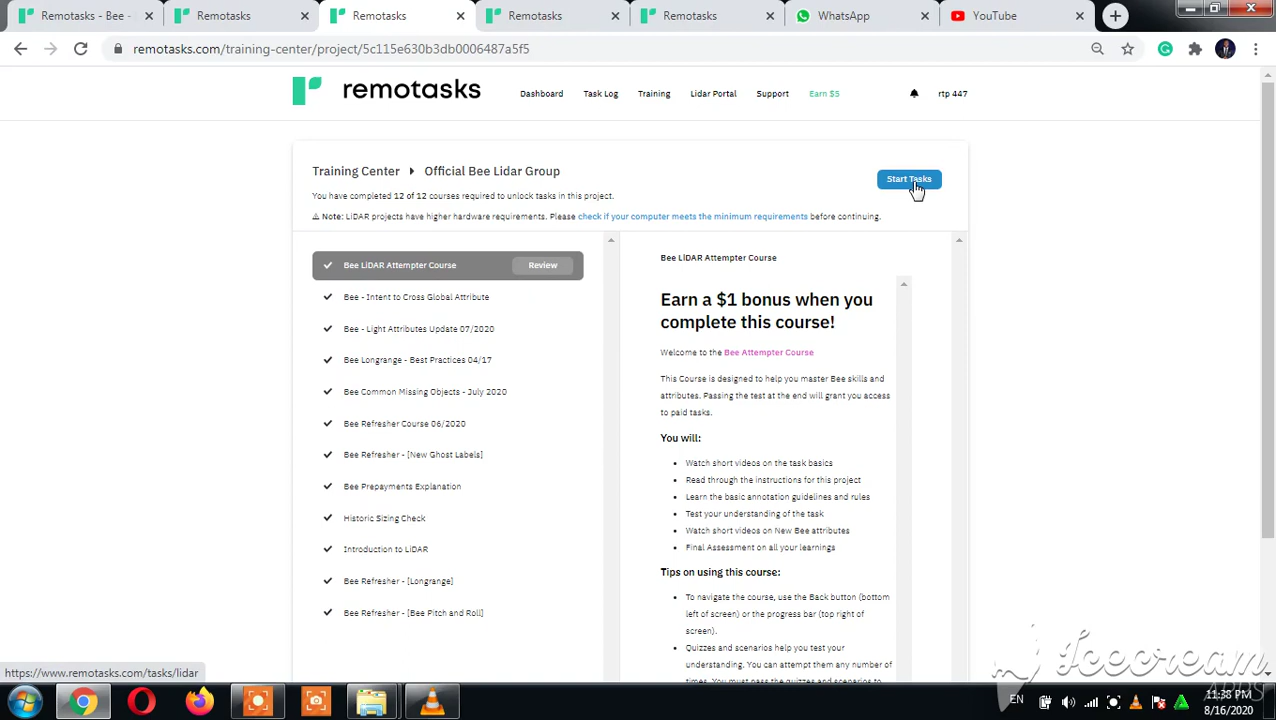 Remotasks - Bee -
Remotasks
Remotasks
Remotasks
Remotasks
WhatsApp
YouTube
remotasks.com/training-center/project/5c115e630b3db0006487a5f5
remotasks
Dashboard
Task Log
Training
Lidar Portal
Support
Earn $5
rtp 447
Training Center
Official Bee Lidar Group
Start Tasks
You have completed 12 of 12 courses required to unlock tasks in this project.
Note: LiDAR projects have higher hardware requirements. Please check if your computer meets the minimum requirements before continuing.
Bee LiDAR Attempter Course
Review
Bee - Intent to Cross Global Attribute
Bee - Light Attributes Update 07/2020
Bee Longrange - Best Practices 04/17
Bee Common Missing Objects - July 2020
Bee Refresher Course 06/2020
Bee Refresher - [New Ghost Labels]
Bee Prepayments Explanation
Historic Sizing Check
Introduction to LiDAR
Bee Refresher - [Longrange]
Bee Refresher - [Bee Pitch and Roll]
Bee LiDAR Attempter Course
Earn a $1 bonus when you
complete this course!
Welcome to the Bee Attempter Course
This Course is designed to help you master Bee skills and
attributes. Passing the test at the end will grant you access
to paid tasks.
You will:
Watch short videos on the task basics
Read through the instructions for this project
Learn the basic annotation guidelines and rules
Test your understanding of the task
Watch short videos on New Bee attributes
Final Assessment on all your learnings
Tips on using this course:
To navigate the course, use the Back button (bottom
left of screen) or the progress bar (top right of
screen).
Quizzes and scenarios help you test your
understanding. You can attempt them any number of
times. You must pass the quizzes and scenarios to
https://www.remotasks.com/tasks/lidar
Icecream
APPS
EN
11:38 PM
8/16/2020